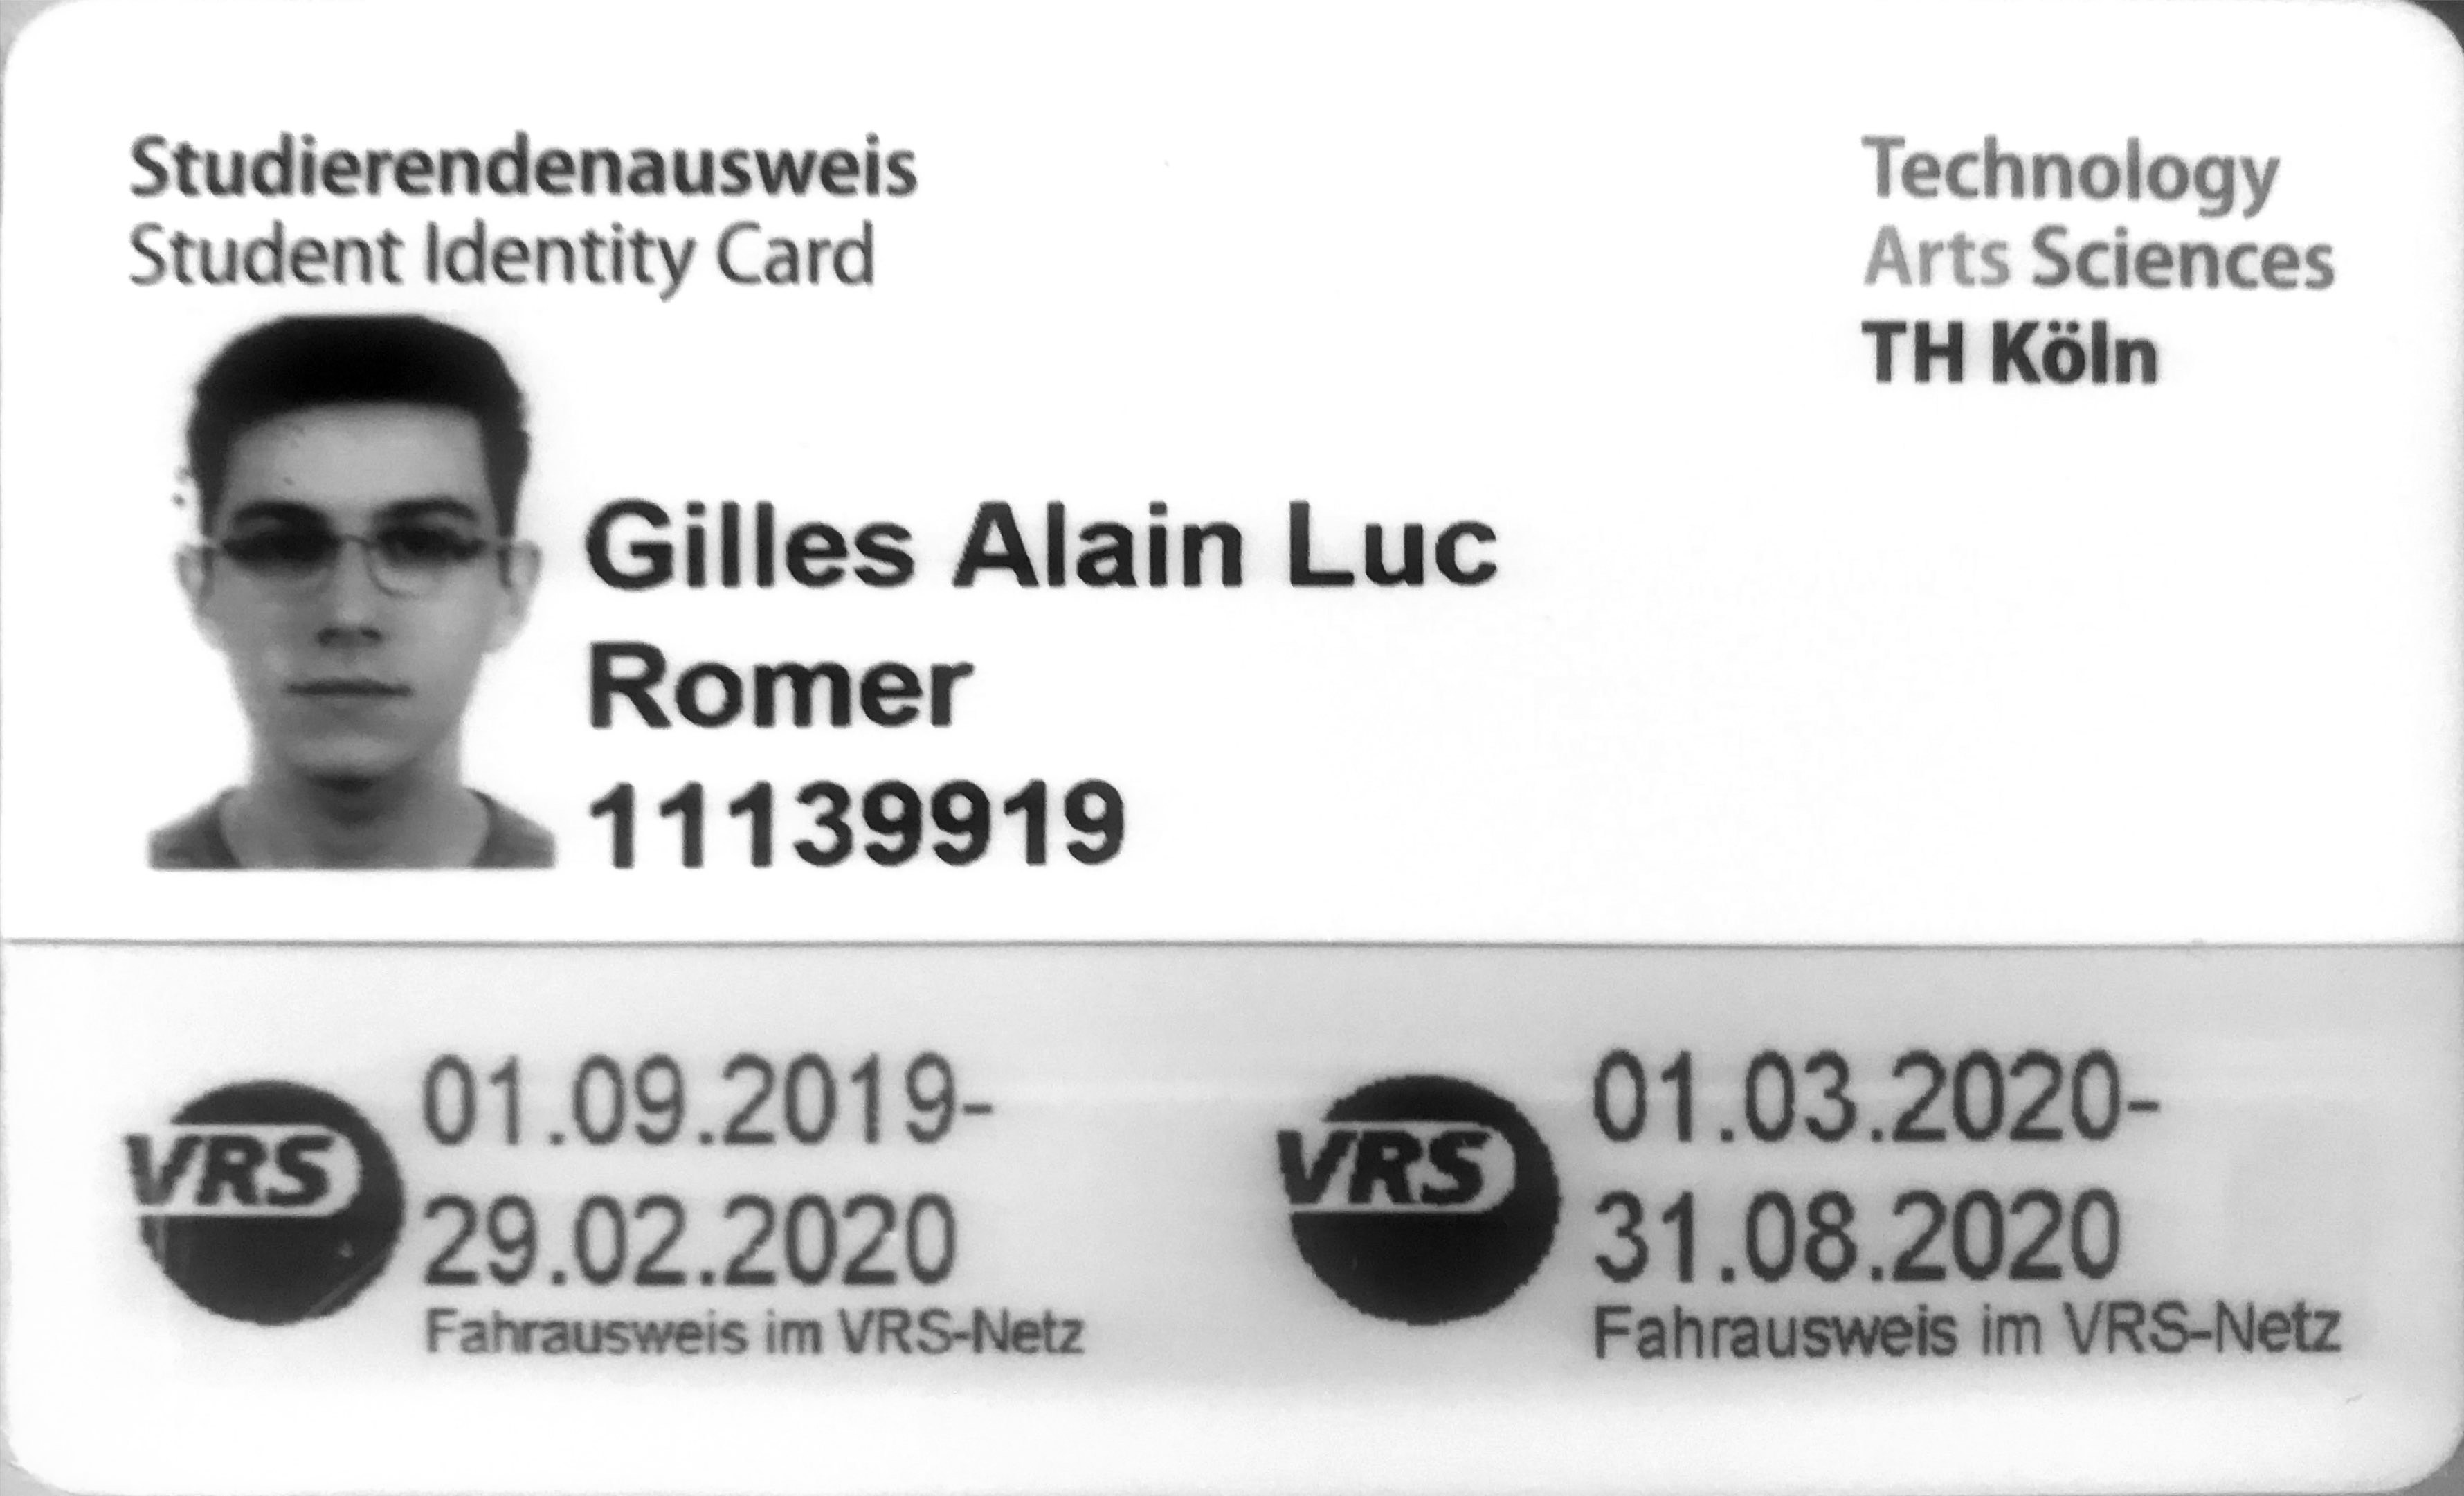 Studierendenausweis
Student Identity Card
Technology
Arts Sciences
TH Köln
Gilles Alain Luc
Romer
11139919
VRS
01.09.2019-
29.02.2020
Fahrausweis im VRS-Netz
VRS
01.03.2020-
31.08.2020
Fahrausweis im VRS-Netz